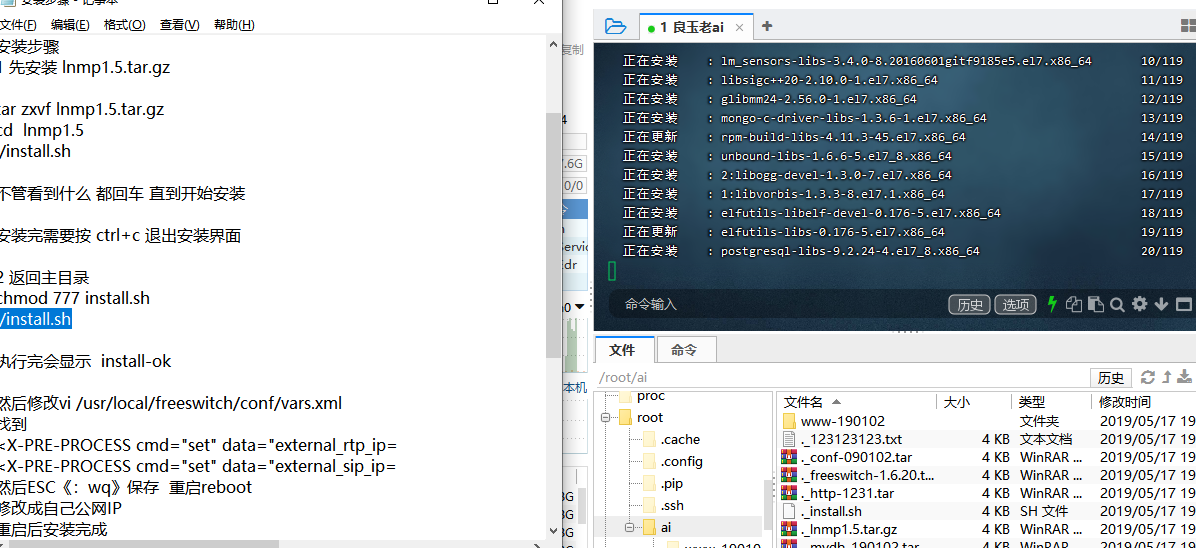 文件(F) 编辑(E) 格式(O) 查看(V) 帮助(H)
安装步骤
先安装 lnmp1.5.tar.gz
tar zxvf lnmp1.5.tar.gz
cd lnmp1.5
/install.sh
不管看到什么 都回车 直到开始安装
安装完需要按 ctrl+c 退出安装界面
2 返回主目录
chmod 777 install.sh
/install.sh
执行完会显示 install-ok
然后修改vi /usr/local/freeswitch/conf/vars.xml
找到
<X-PRE-PROCESS cmd="set" data="external_rtp_ip=
<X-PRE-PROCESS cmd="set" data="external_sip_ip=
然后ESC《：wq》保存 重启reboot
修改成自己公网IP
重启后安装完成
复制
7.6G
0/0
本机
1 良玉老ai
正在安装 : lm_sensors-libs-3.4.0-8.20160601gitf9185e5.el7.x86_64 10/119
正在安装 : libsigc++20-2.10.0-1.el7.x86_64 11/119
正在安装 : glibmm24-2.56.0-1.el7.x86_64 12/119
正在安装 : mongo-c-driver-libs-1.3.6-1.el7.x86_64 13/119
正在更新 : rpm-build-libs-4.11.3-45.el7.x86_64 14/119
正在安装 : unbound-libs-1.6.6-5.el7_8.x86_64 15/119
正在安装 : 2:libogg-devel-1.3.0-7.el7.x86_64 16/119
正在安装 : 1:libvorbis-1.3.3-8.el7.1.x86_64 17/119
正在安装 : elfutils-libelf-devel-0.176-5.el7.x86_64 18/119
正在更新 : elfutils-libs-0.176-5.el7.x86_64 19/119
正在安装 : postgresql-libs-9.2.24-4.el7_8.x86_64 20/119
命令输入 历史 选项
文件 命令
/root/ai 历史
proc
root
.cache
.config
.pip
.ssh
ai
文件名 大小 类型 修改时间
www-190102 文件夹 2019/05/17 19
._123123123.txt 4 KB 文本文档 2019/05/17 19
._conf-090102.tar 4 KB WinRAR ... 2019/05/17 19
._freeswitch-1.6.20.t... 4 KB WinRAR ... 2019/05/17 19
._http-1231.tar 4 KB WinRAR ... 2019/05/17 19
._install.sh 4 KB SH 文件 2019/05/17 19
._lnmp1.5.tar.gz 4 KB WinRAR ... 2019/05/17 19
._mydb-190102.tar 4 KB WinRAR ... 2019/05/17 19